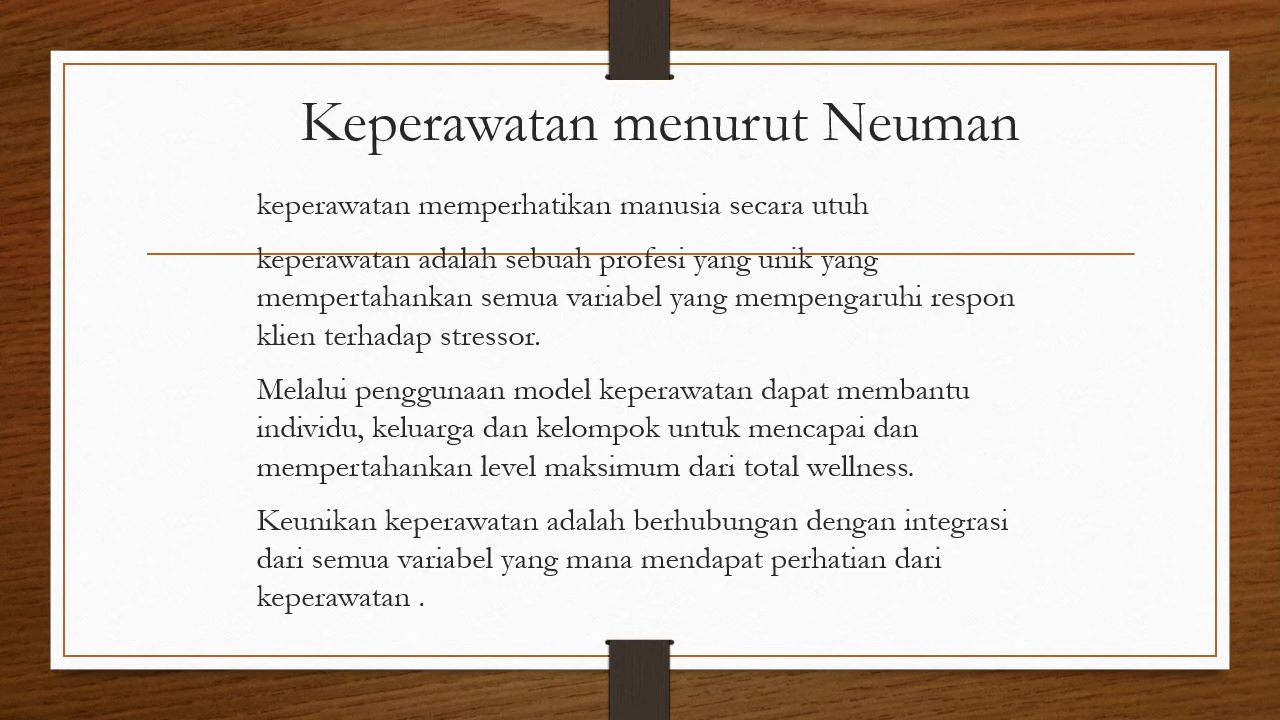 Keperawatan menurut Neuman
keperawatan memperhatikan manusia secara utuh
keperawatan adalah sebuah profesi yang unik yang
mempertahankan semua variabel yang mempengaruhi respon
klien terhadap stressor.
Melalui penggunaan model keperawatan dapat membantu
individu, keluarga dan kelompok untuk mencapai dan
mempertahankan level maksimum dari total wellness.
Keunikan keperawatan adalah berhubungan dengan integrasi
dari semua variabel yang mana mendapat perhatian dari
keperawatan .